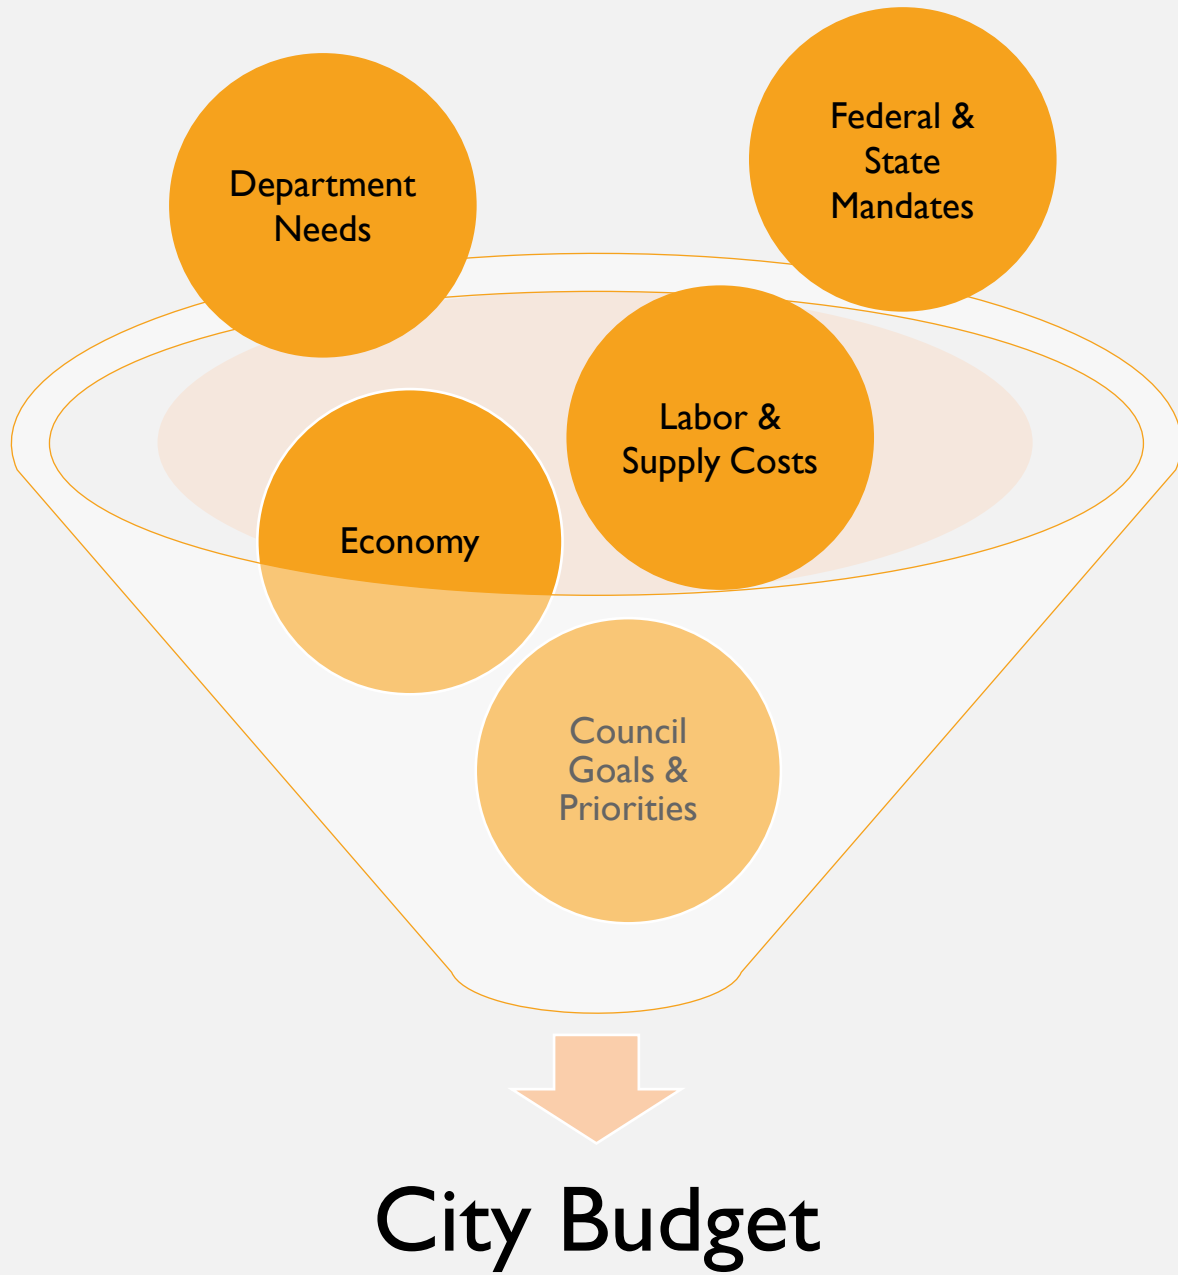 Department
Needs
Federal &
State
Mandates
Labor &
Supply Costs
Economy
Council
Goals &
Priorities
City Budget